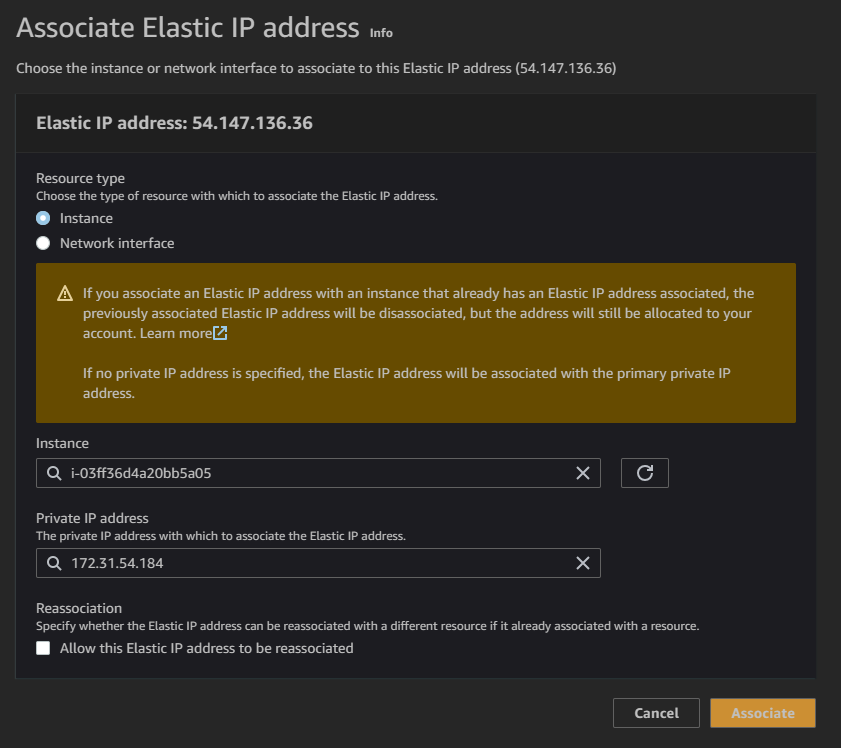 Associate Elastic IP address Info
Choose the instance or network interface to associate to this Elastic IP address (54.147.136.36)
Elastic IP address: 54.147.136.36
Resource type
Choose the type of resource with which to associate the Elastic IP address.
Instance
Network interface
If you associate an Elastic IP address with an instance that already has an Elastic IP address associated, the
previously associated Elastic IP address will be disassociated, but the address will still be allocated to your
account. Learn more
If no private IP address is specified, the Elastic IP address will be associated with the primary private IP
address.
Instance
i-03ff36d4a20bb5a05
Private IP address
The private IP address with which to associate the Elastic IP address.
172.31.54.184
Reassociation
Specify whether the Elastic IP address can be reassociated with a different resource if it already associated with a resource.
Allow this Elastic IP address to be reassociated
Cancel
Associate